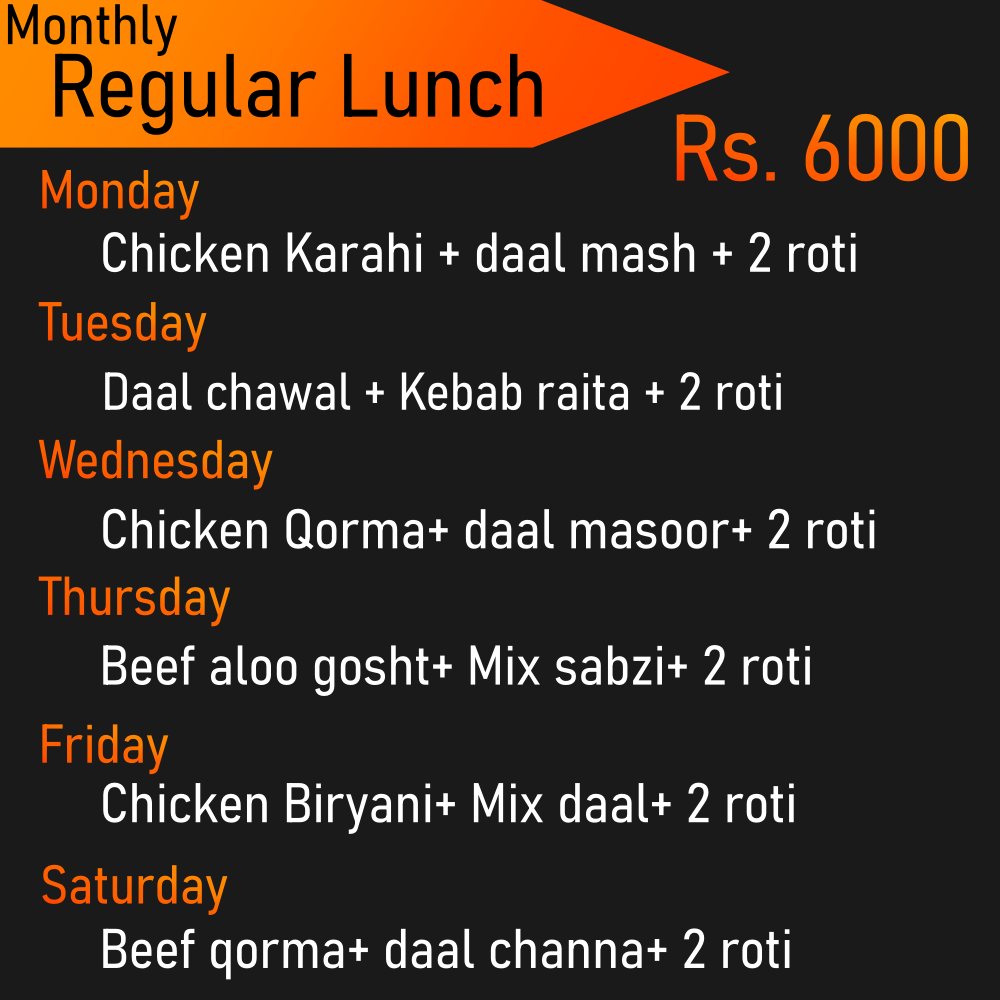 Monthly
Regular Lunch
Rs. 6000
Monday
Chicken Karahi + daal mash + 2 roti
Tuesday
Daal chawal + Kebab raita + 2 roti
Wednesday
Chicken Qorma+ daal masoor+ 2 roti
Thursday
Beef aloo gosht+ Mix sabzi+ 2 roti
Friday
Chicken Biryani+ Mix daal+ 2 roti
Saturday
Beef qorma+ daal channa+ 2 roti